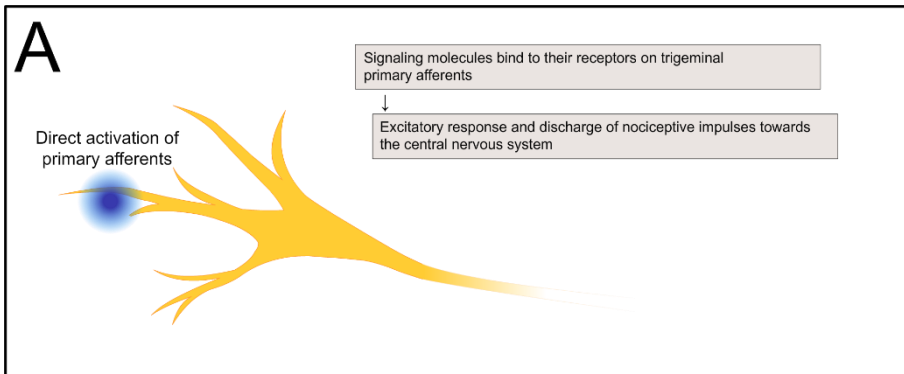 A
Signaling molecules bind to their receptors on trigeminal
primary afferents
↓
Excitatory response and discharge of nociceptive impulses towards
the central nervous system
Direct activation of
primary afferents